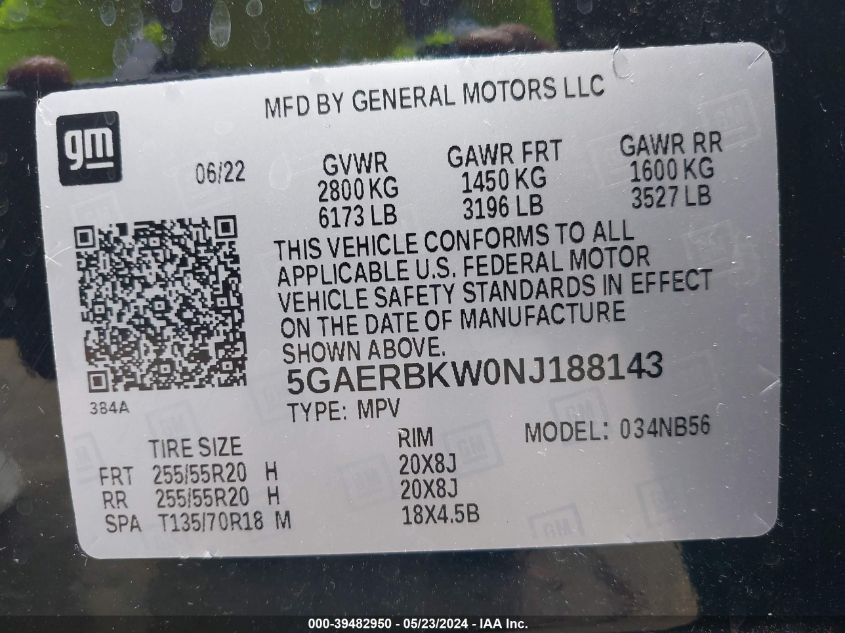 MFD BY GENERAL MOTORS LLC
gm
06/22
GVWR GAWR FRT GAWR RR
2800 KG 1450 KG 1600 KG
6173 LB 3196 LB 3527 LB
THIS VEHICLE CONFORMS TO ALL
APPLICABLE U.S. FEDERAL MOTOR
VEHICLE SAFETY STANDARDS IN EFFECT
ON THE DATE OF MANUFACTURE
SHOWN ABOVE.
5GAERBKW0NJ188143
384A
TYPE: MPV
MODEL: 034NB56
TIRE SIZE RIM
FRT 255/55R20 H 20X8J
RR 255/55R20 H 20X8J
SPA T135/70R18 M 18X4.5B
GM
000-39482950 - 05/23/2024 - IAA Inc.